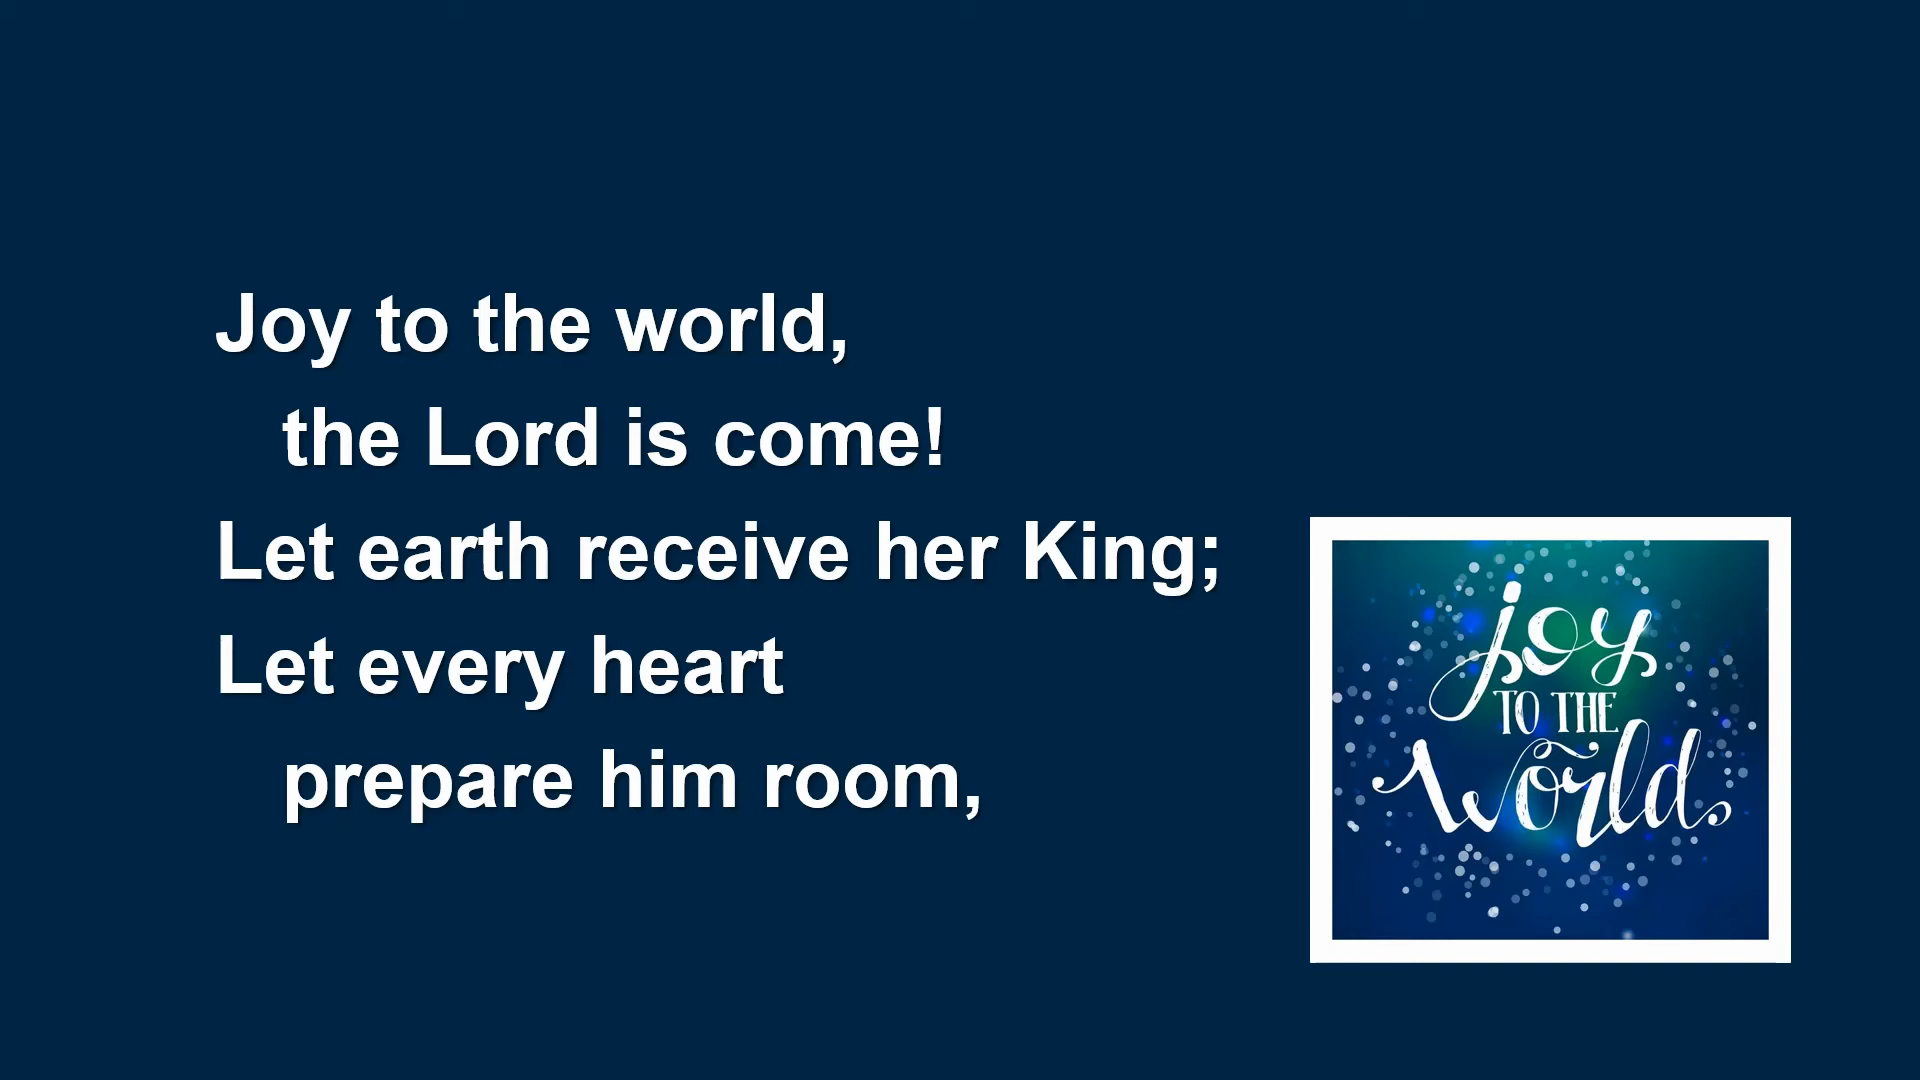 Joy to the world,
the Lord is come!
Let earth receive her King;
Let every heart
prepare him room,
joy
TO THE
World